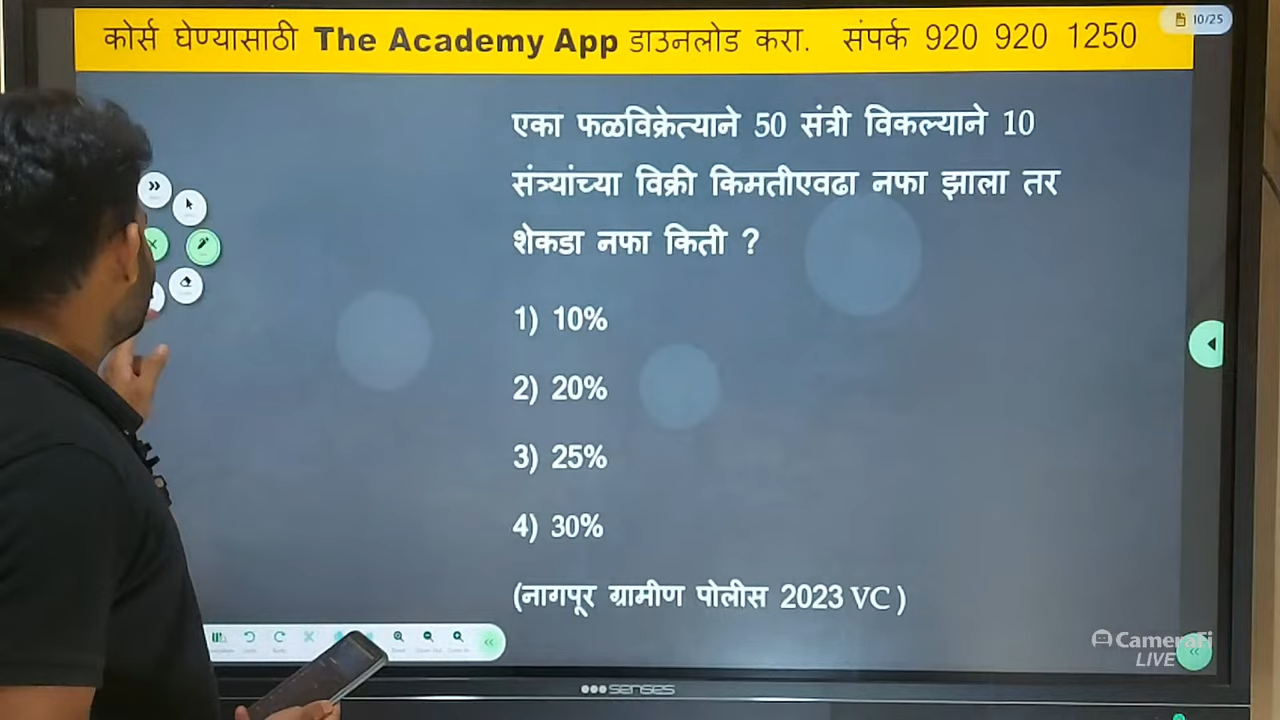 कोर्स घेण्यासाठी The Academy App डाउनलोड करा. संपर्क 920 920 1250
10/25
एका फळविक्रेत्याने 50 संत्री विकल्याने 10
संत्र्यांच्या विक्री किमतीएवढा नफा झाला तर
शेकडा नफा किती ?
1) 10%
2) 20%
3) 25%
4) 30%
(नागपूर ग्रामीण पोलीस 2023 VC)
CameraFi
LIVE
senses